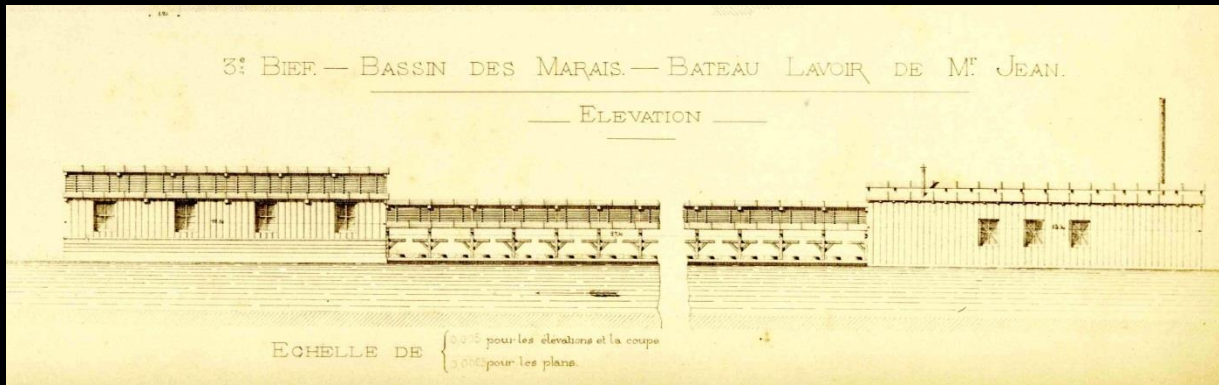 3e BIEF. — BASSIN DES MARAIS. — BATEAU LAVOIR DE Mr JEAN.
ELEVATION
ECHELLE DE
pour les élevations et la coupe
pour les plans.